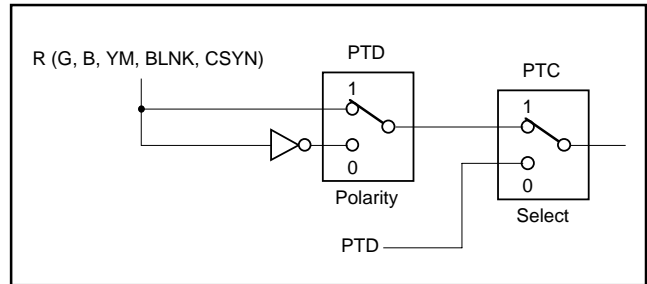 R (G, B, YM, BLNK, CSYN)
PTD
1
0
Polarity
PTC
1
0
Select
PTD